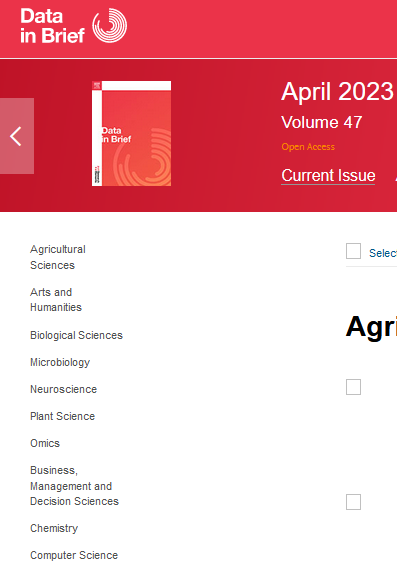 Data
in Brief
Data
in Brief
April 2023
Volume 47
Open Access
Current Issue
Agricultural
Sciences
Arts and
Humanities
Biological Sciences
Microbiology
Neuroscience
Plant Science
Omics
Business,
Management and
Decision Sciences
Chemistry
Computer Science
Selec
Agri